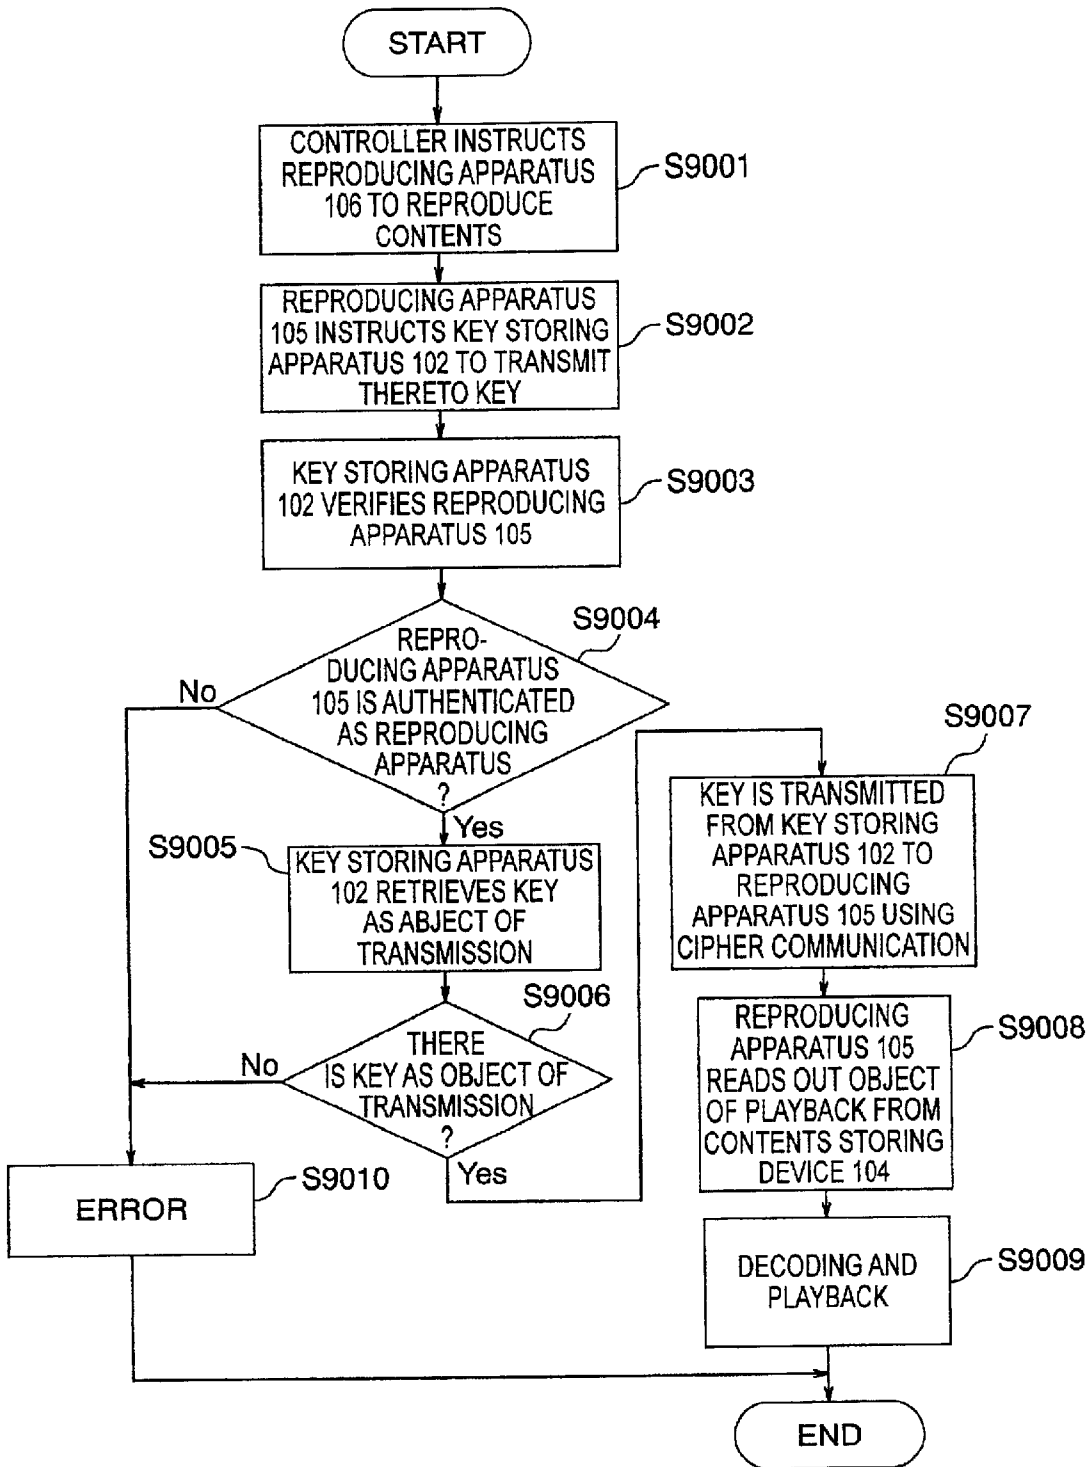 START
CONTROLLER INSTRUCTS
REPRODUCING APPARATUS
106 TO REPRODUCE
CONTENTS
S9001
REPRODUCING APPARATUS
105 INSTRUCTS KEY STORING
APPARATUS 102 TO TRANSMIT
THERETO KEY
S9002
KEY STORING APPARATUS
102 VERIFIES REPRODUCING
APPARATUS 105
S9003
S9004
REPRO-
DUCING APPARATUS
105 IS AUTHENTICATED
AS REPRODUCING
APPARATUS
?
No
Yes
S9005
KEY STORING APPARATUS
102 RETRIEVES KEY
AS ABJECT OF
TRANSMISSION
S9006
THERE
IS KEY AS OBJECT OF
TRANSMISSION
?
No
Yes
S9010
ERROR
S9007
KEY IS TRANSMITTED
FROM KEY STORING
APPARATUS 102 TO
REPRODUCING
APPARATUS 105 USING
CIPHER COMMUNICATION
REPRODUCING
APPARATUS 105
READS OUT OBJECT
OF PLAYBACK FROM
CONTENTS STORING
DEVICE 104
S9008
DECODING AND
PLAYBACK
S9009
END